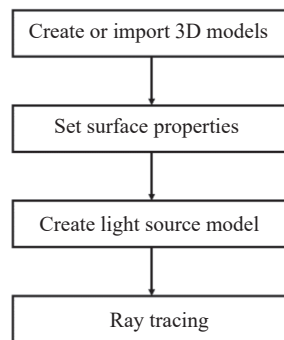 Create or import 3D models
Set surface properties
Create light source model
Ray tracing